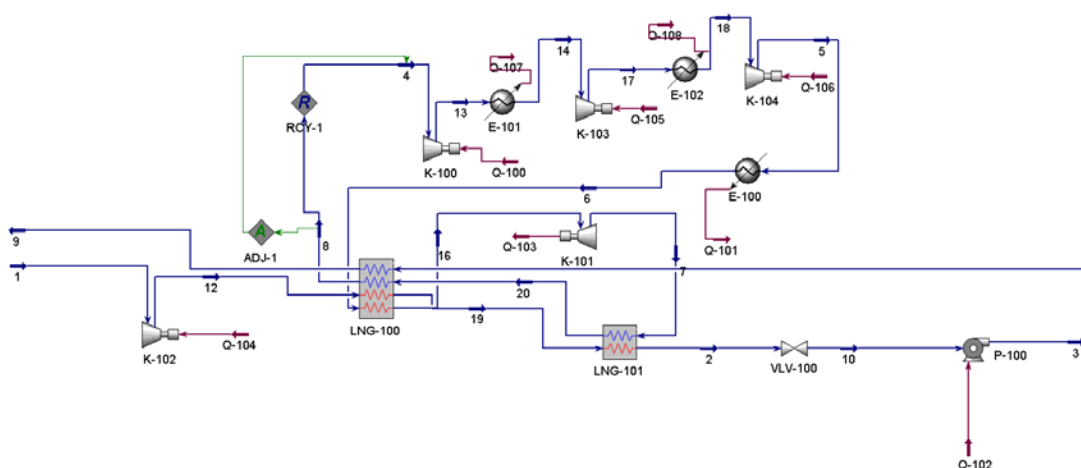 18
5
Q-108
14
Q-107
4
17
E-102
K-104
Q-106
R
13
E-101
K-103
Q-105
RCY-1
K-100
Q-100
6
E-100
9
A
8
16
Q-103
K-101
Q-101
ADJ-1
1
12
7
20
19
LNG-100
K-102
Q-104
2
10
3
LNG-101
VLV-100
P-100
Q-102